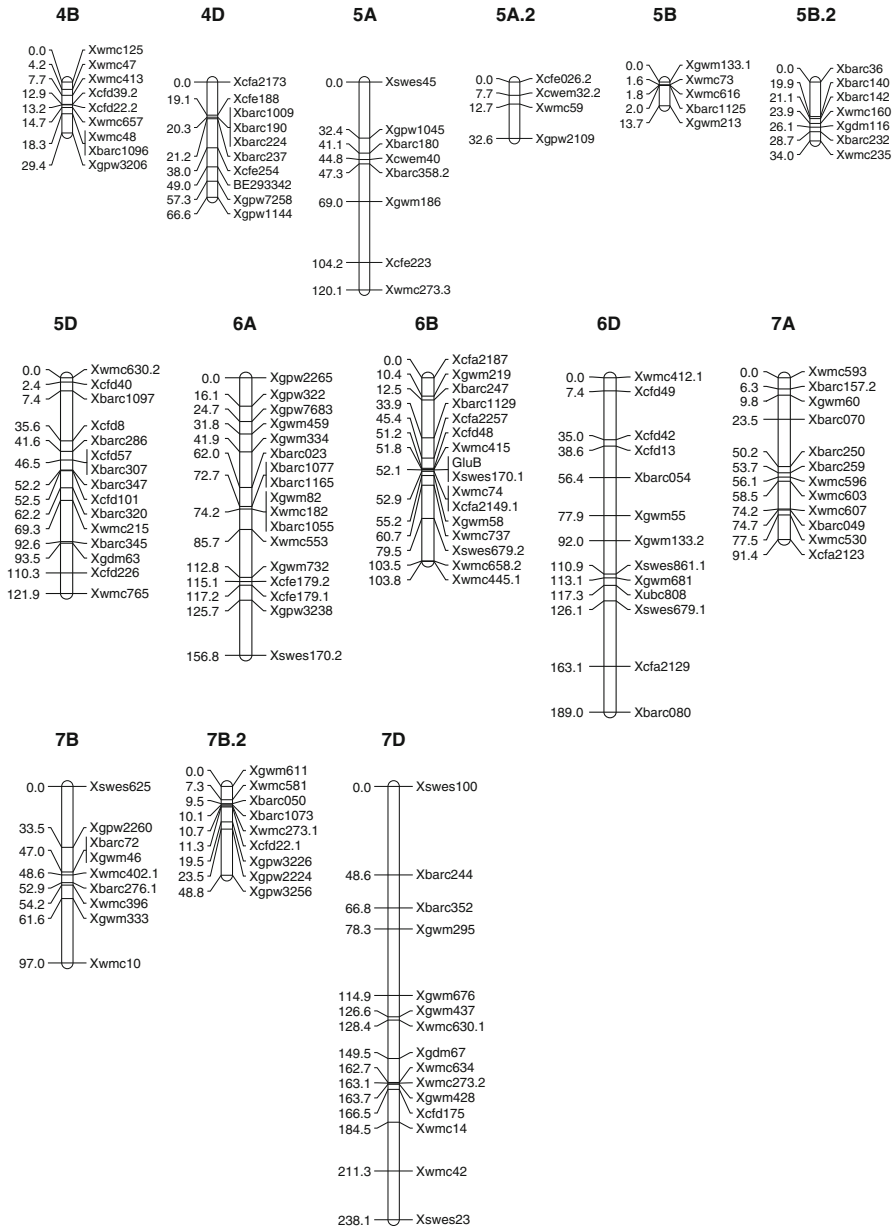 4B
0.0 Xwmc125
4.2 Xwmc47
7.7 Xwmc413
12.9 Xcfd39.2
13.2 Xcfd22.2
14.7 Xwmc657
18.3 Xwmc48
Xbarc1096
29.4 Xgpw3206
4D
0.0 Xcfa2173
19.1 Xcfe188
Xbarc1009
20.3 Xbarc190
Xbarc224
21.2 Xbarc237
38.0 Xcfe254
49.0 BE293342
57.3 Xgpw7258
66.6 Xgpw1144
5A
0.0 Xswes45
32.4 Xgpw1045
41.1 Xbarc180
44.8 Xcwem40
47.3 Xbarc358.2
69.0 Xgwm186
104.2 Xcfe223
120.1 Xwmc273.3
5A.2
0.0 Xcfe026.2
7.7 Xcwem32.2
12.7 Xwmc59
32.6 Xgpw2109
5B
0.0 Xgwm133.1
1.6 Xwmc73
1.8 Xwmc616
2.0 Xbarc1125
13.7 Xgwm213
5B.2
0.0 Xbarc36
19.9 Xbarc140
21.1 Xbarc142
23.9 Xwmc160
26.1 Xgdm116
28.7 Xbarc232
34.0 Xwmc235
5D
0.0 Xwmc630.2
2.4 Xcfd40
7.4 Xbarc1097
35.6 Xcfd8
41.6 Xbarc286
46.5 Xcfd57
Xbarc307
52.2 Xbarc347
52.5 Xcfd101
62.2 Xbarc320
69.3 Xwmc215
92.6 Xbarc345
93.5 Xgdm63
110.3 Xcfd226
121.9 Xwmc765
6A
0.0 Xgpw2265
16.1 Xgpw322
24.7 Xgpw7683
31.8 Xgwm459
41.9 Xgwm334
62.0 Xbarc023
72.7 Xbarc1077
Xbarc1165
Xgwm82
74.2 Xwmc182
Xbarc1055
85.7 Xwmc553
112.8 Xgwm732
115.1 Xcfe179.2
117.2 Xcfe179.1
125.7 Xgpw3238
156.8 Xswes170.2
6B
0.0 Xcfa2187
10.4 Xgwm219
12.5 Xbarc247
33.9 Xbarc1129
45.4 Xcfa2257
51.2 Xcfd48
51.8 Xwmc415
52.1 GluB
Xswes170.1
52.9 Xwmc74
Xcfa2149.1
55.2 Xgwm58
60.7 Xwmc737
79.5 Xswes679.2
103.5 Xwmc658.2
103.8 Xwmc445.1
6D
0.0 Xwmc412.1
7.4 Xcfd49
35.0 Xcfd42
38.6 Xcfd13
56.4 Xbarc054
77.9 Xgwm55
92.0 Xgwm133.2
110.9 Xswes861.1
113.1 Xgwm681
117.3 Xubc808
126.1 Xswes679.1
163.1 Xcfa2129
189.0 Xbarc080
7A
0.0 Xwmc593
6.3 Xbarc157.2
9.8 Xgwm60
23.5 Xbarc070
50.2 Xbarc250
53.7 Xbarc259
56.1 Xwmc596
58.5 Xwmc603
74.2 Xwmc607
74.7 Xbarc049
77.5 Xwmc530
91.4 Xcfa2123
7B
0.0 Xswes625
33.5 Xgpw2260
47.0 Xbarc72
Xgwm46
48.6 Xwmc402.1
52.9 Xbarc276.1
54.2 Xwmc396
61.6 Xgwm333
97.0 Xwmc10
7B.2
0.0 Xgwm611
7.3 Xwmc581
9.5 Xbarc050
10.1 Xbarc1073
10.7 Xwmc273.1
11.3 Xcfd22.1
19.5 Xgpw3226
23.5 Xgpw2224
48.8 Xgpw3256
7D
0.0 Xswes100
48.6 Xbarc244
66.8 Xbarc352
78.3 Xgwm295
114.9 Xgwm676
126.6 Xgwm437
128.4 Xwmc630.1
149.5 Xgdm67
162.7 Xwmc634
163.1 Xwmc273.2
163.7 Xgwm428
166.5 Xcfd175
184.5 Xwmc14
211.3 Xwmc42
238.1 Xswes23